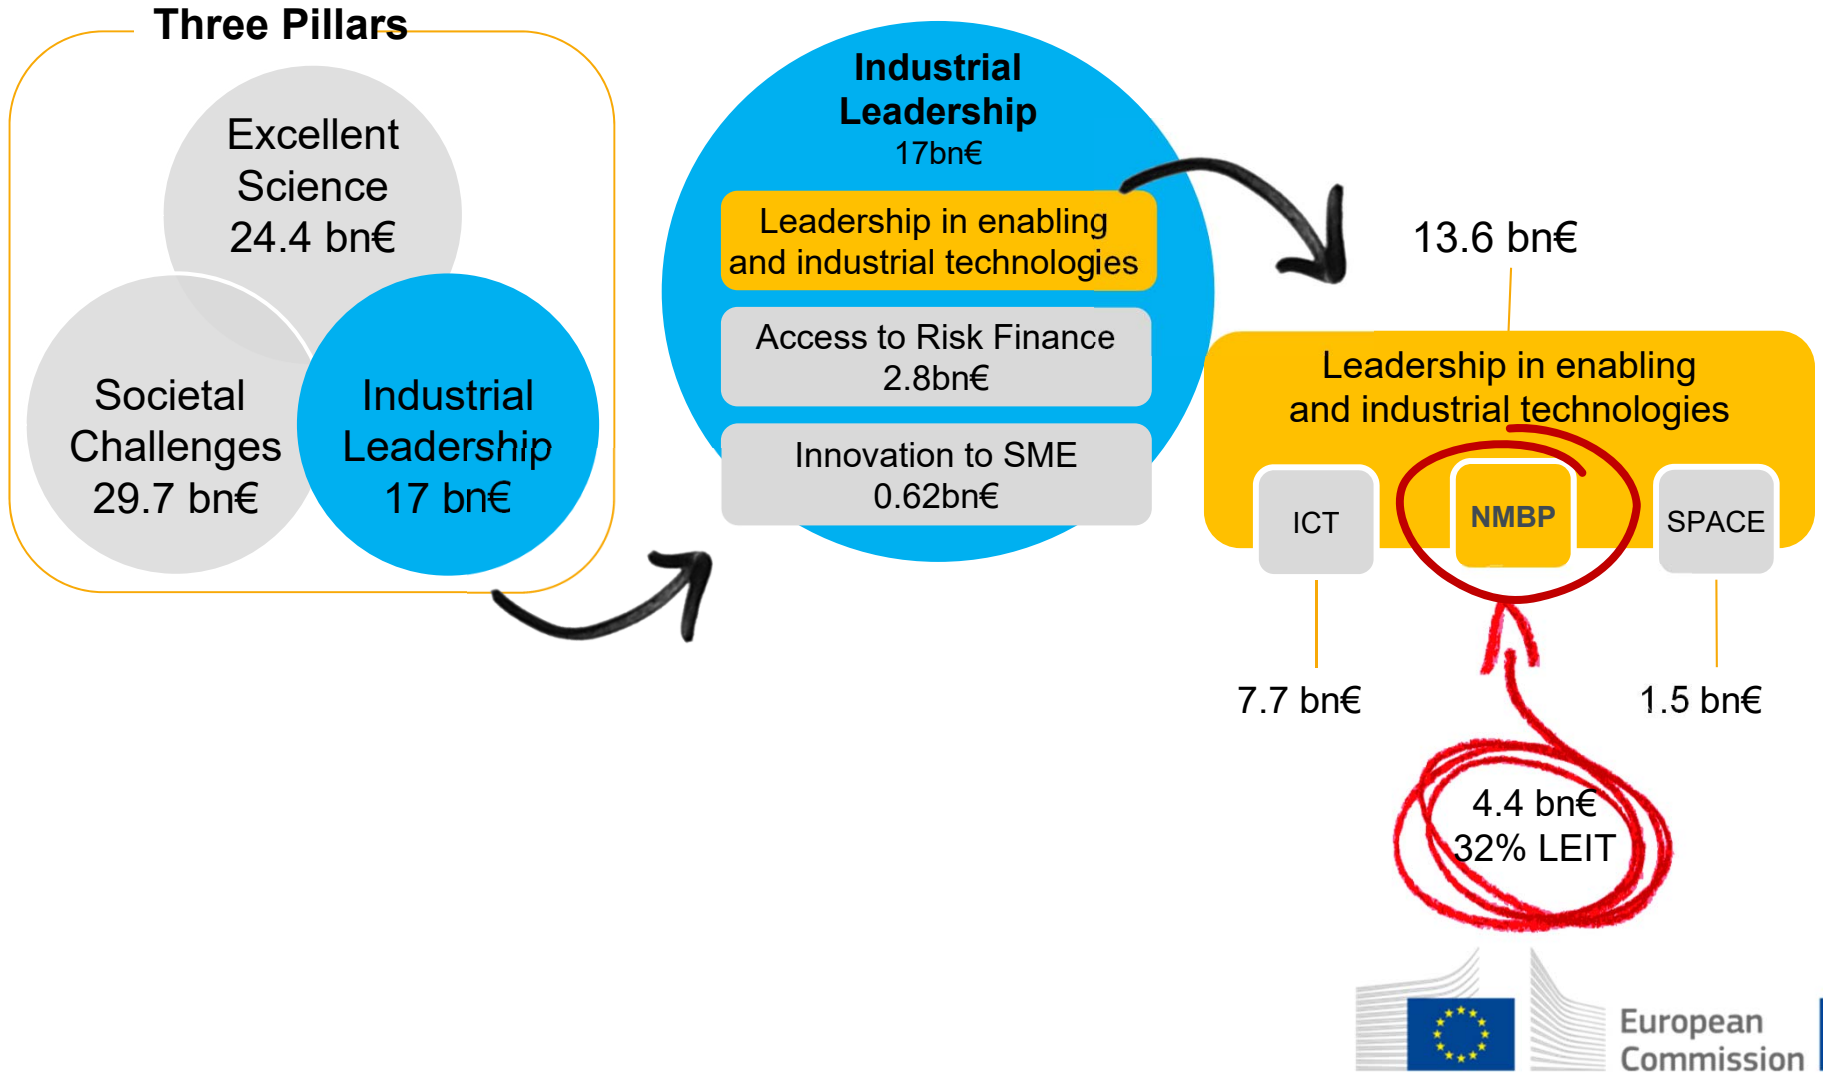 Three Pillars
Excellent
Science
24.4 bn€
Societal
Challenges
29.7 bn€
Industrial
Leadership
17 bn€
Industrial
Leadership
17bn€
Leadership in enabling
and industrial technologies
Access to Risk Finance
2.8bn€
Innovation to SME
0.62bn€
13.6 bn€
Leadership in enabling
and industrial technologies
ICT
NMBP
SPACE
7.7 bn€
1.5 bn€
4.4 bn€
32% LEIT
European
Commission